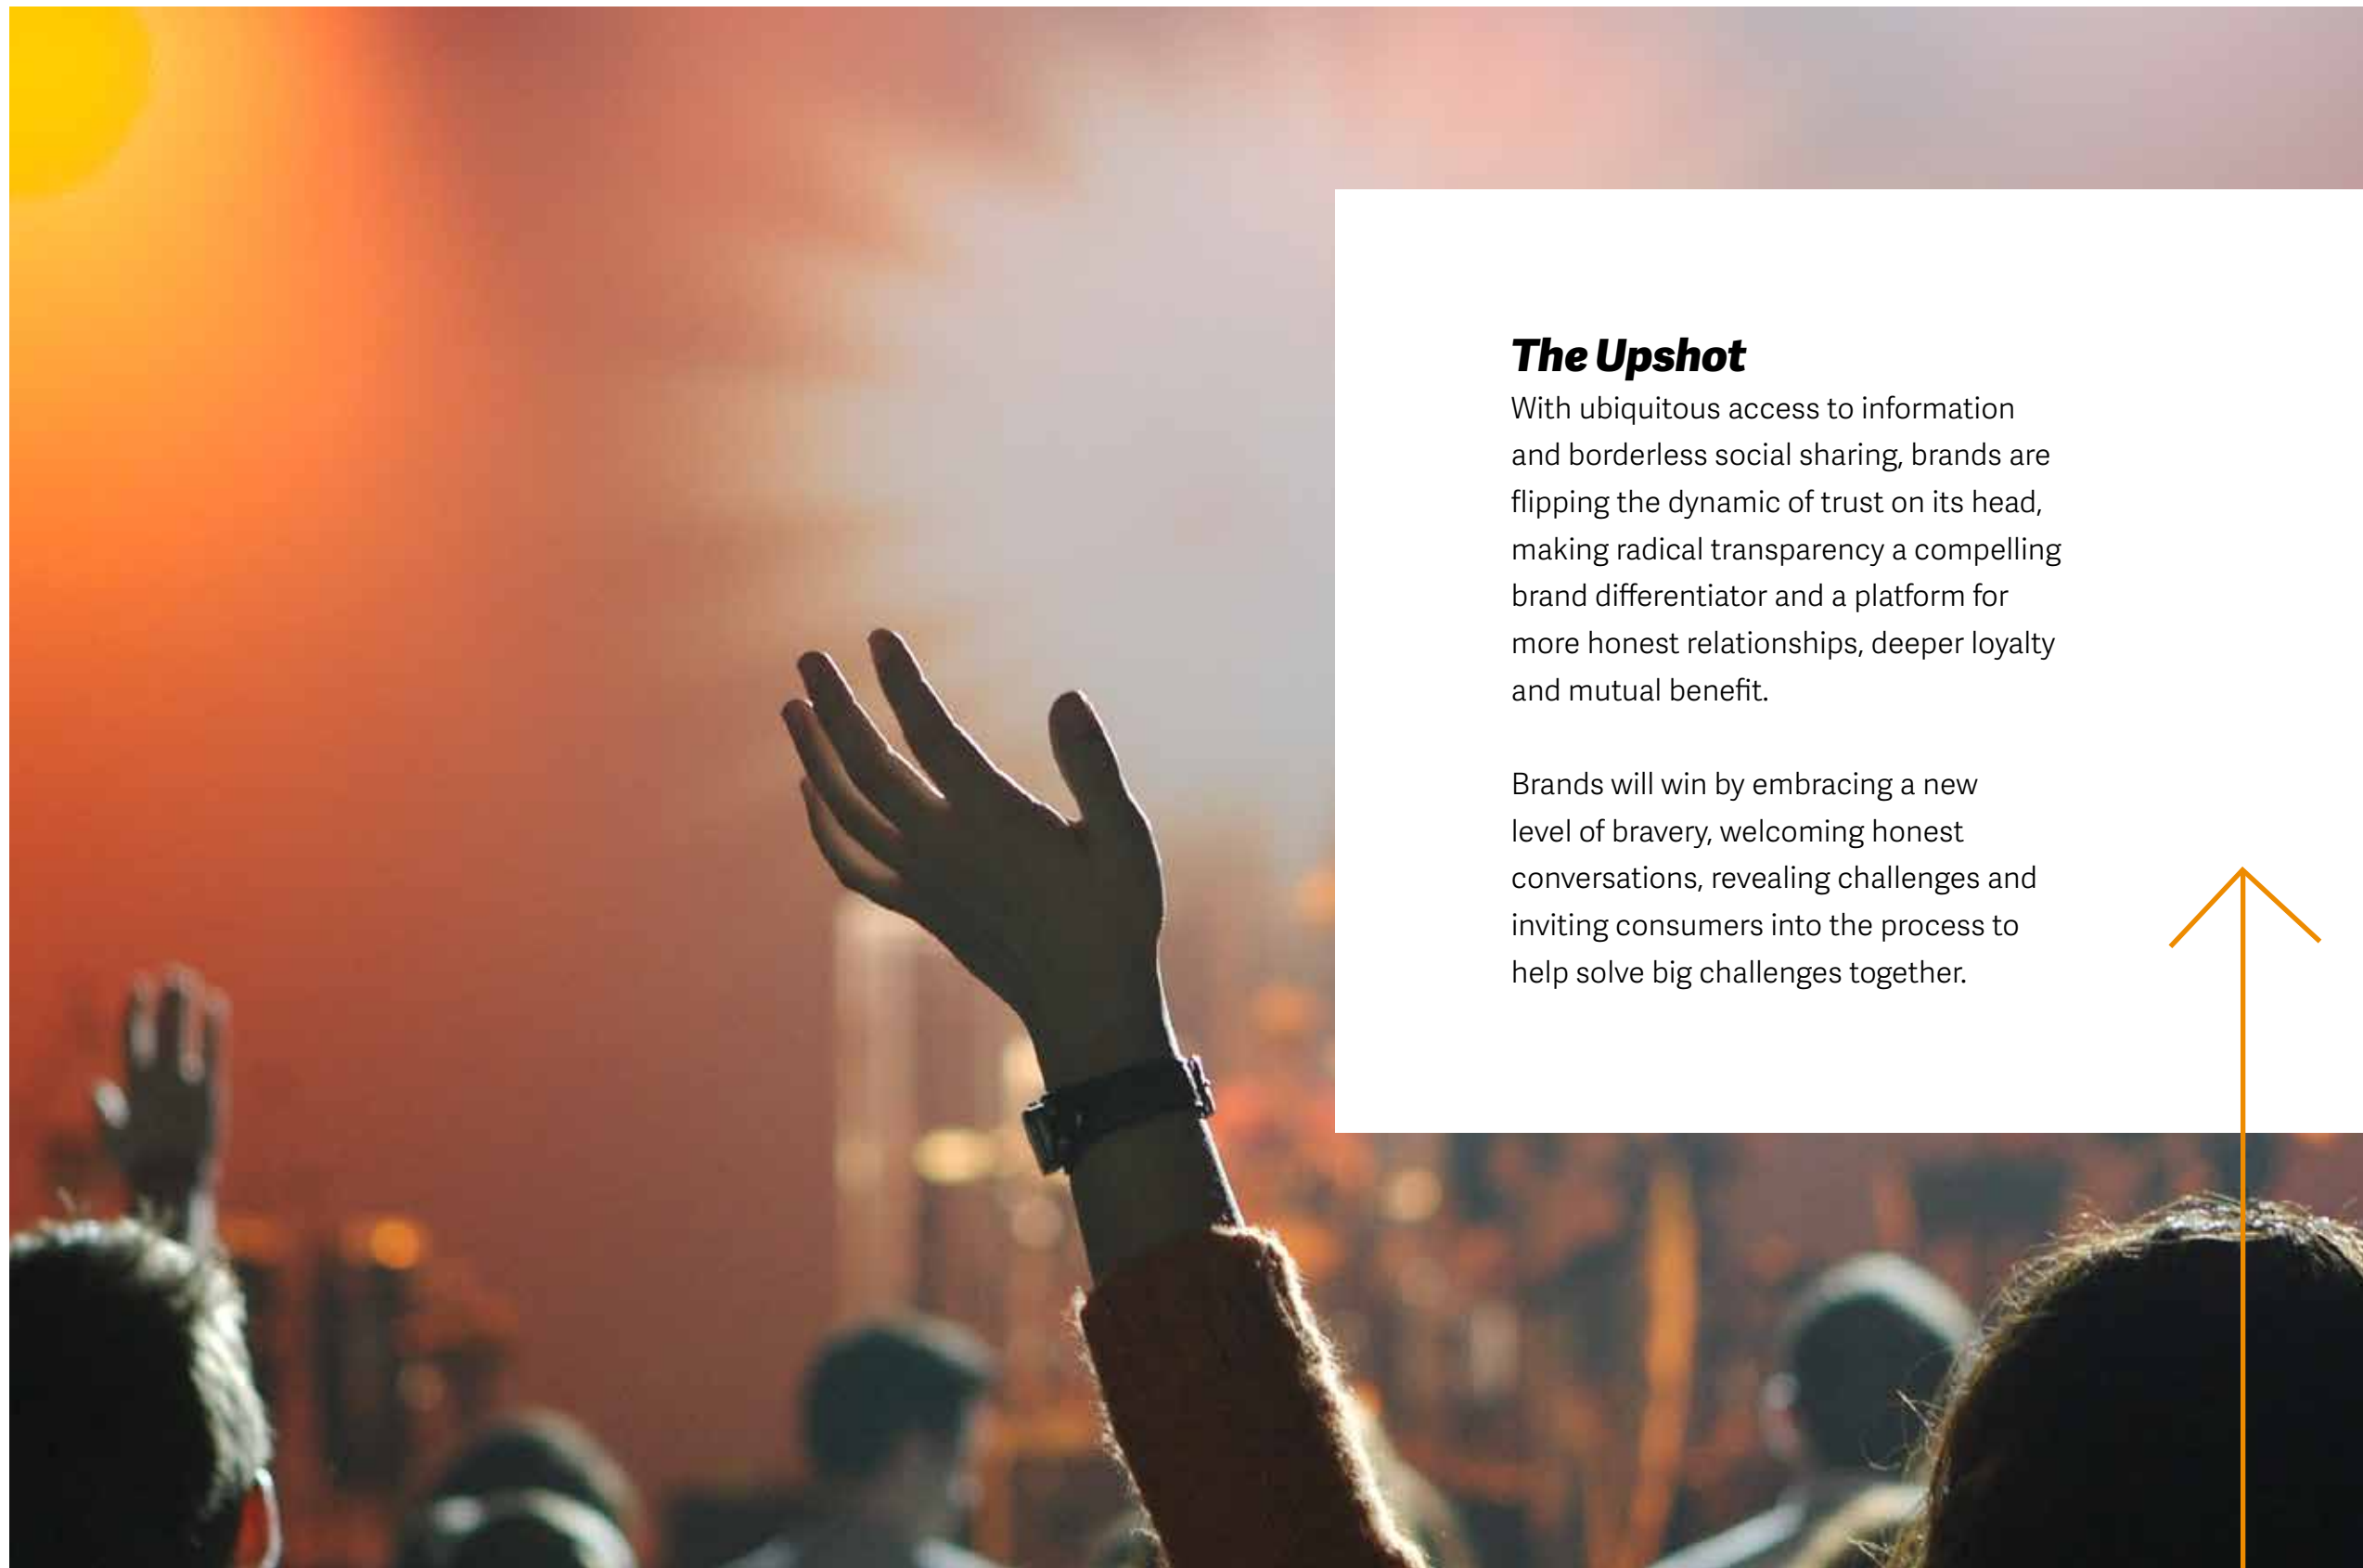 The Upshot
With ubiquitous access to information
and borderless social sharing, brands are
flipping the dynamic of trust on its head,
making radical transparency a compelling
brand differentiator and a platform for
more honest relationships, deeper loyalty
and mutual benefit.
Brands will win by embracing a new
level of bravery, welcoming honest
conversations, revealing challenges and
inviting consumers into the process to
help solve big challenges together.